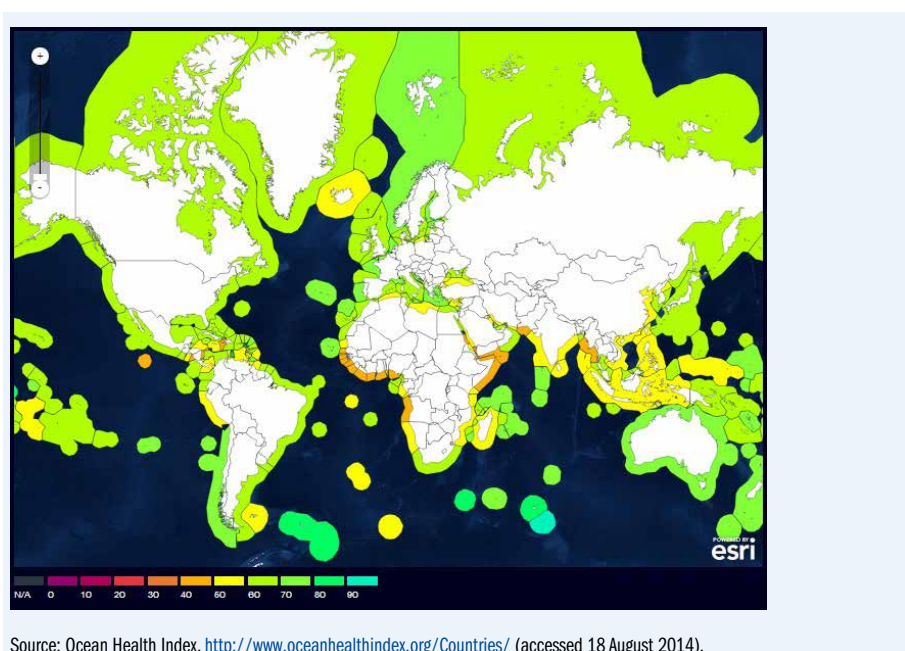 +
-
POWERED BY
esri
N/A 0 10 20 30 40 50 60 70 80 90
Source: Ocean Health Index, http://www.oceanhealthindex.org/Countries/ (accessed 18 August 2014).